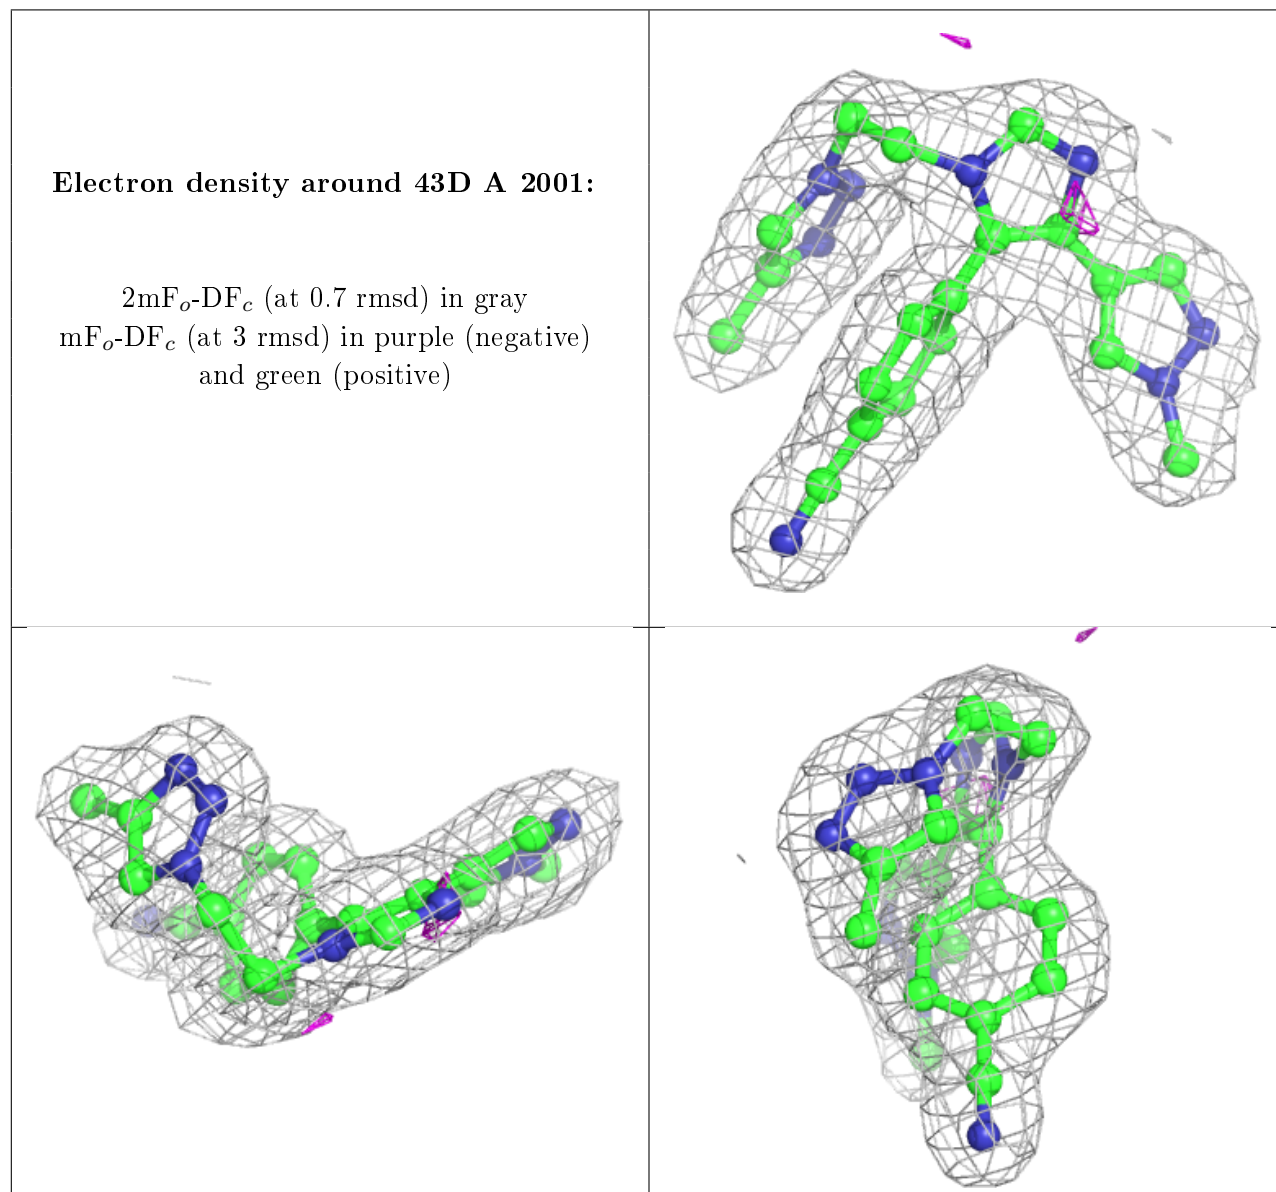 Electron density around 43D A 2001:
2mFₒ-DF𝒸 (at 0.7 rmsd) in gray
mFₒ-DF𝒸 (at 3 rmsd) in purple (negative)
and green (positive)